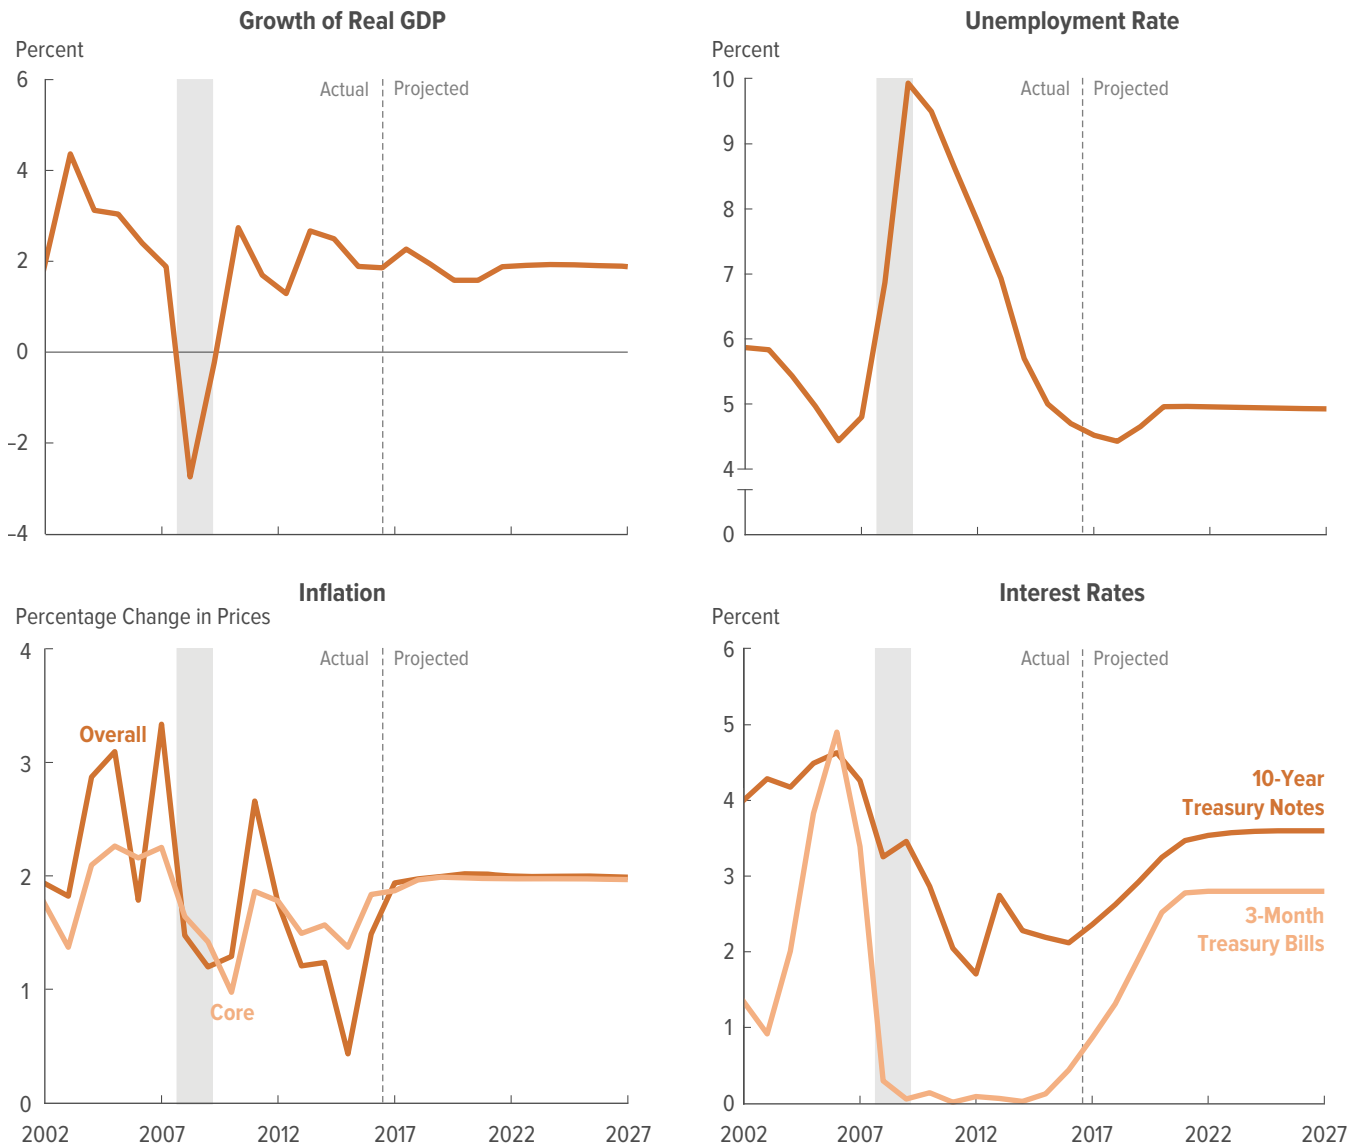 Growth of Real GDP
Percent
6
4
2
0
–2
–4
Actual
Projected
Unemployment Rate
Percent
10
9
8
7
6
5
4
0
Actual
Projected
Inflation
Percentage Change in Prices
4
3
2
1
0
Actual
Projected
Overall
Core
2002
2007
2012
2017
2022
2027
Interest Rates
Percent
6
5
4
3
2
1
0
Actual
Projected
10-Year
Treasury Notes
3-Month
Treasury Bills
2002
2007
2012
2017
2022
2027